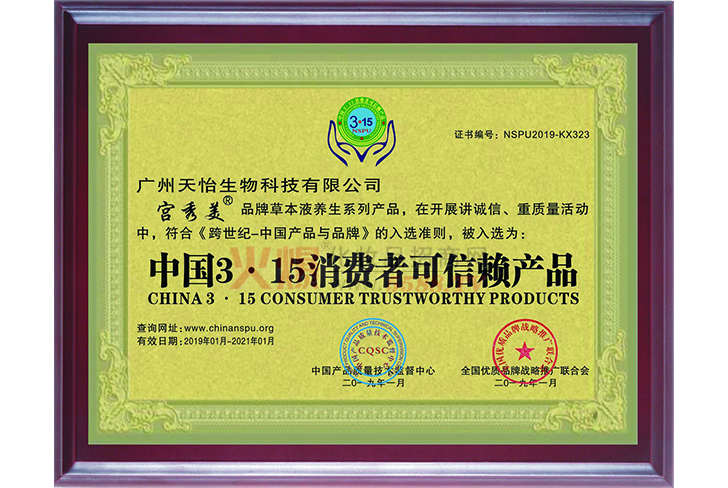 3·15
NSPU
证书编号：NSPU2019-KX323
广州天怡生物科技有限公司
宫秀美® 品牌草本液养生系列产品，在开展讲诚信、重质量活动
中，符合《跨世纪-中国产品与品牌》的入选准则，被入选为：
中国3·15消费者可信赖产品
CHINA 3 · 15 CONSUMER TRUSTWORTHY PRODUCTS
查询网址：www.chinanspu.org
有效日期：2019年01月-2021年01月
CQSC
中国产品质量技术监督中心
二0一九年一月
全国优质品牌战略推广联合会
二0一九年一月